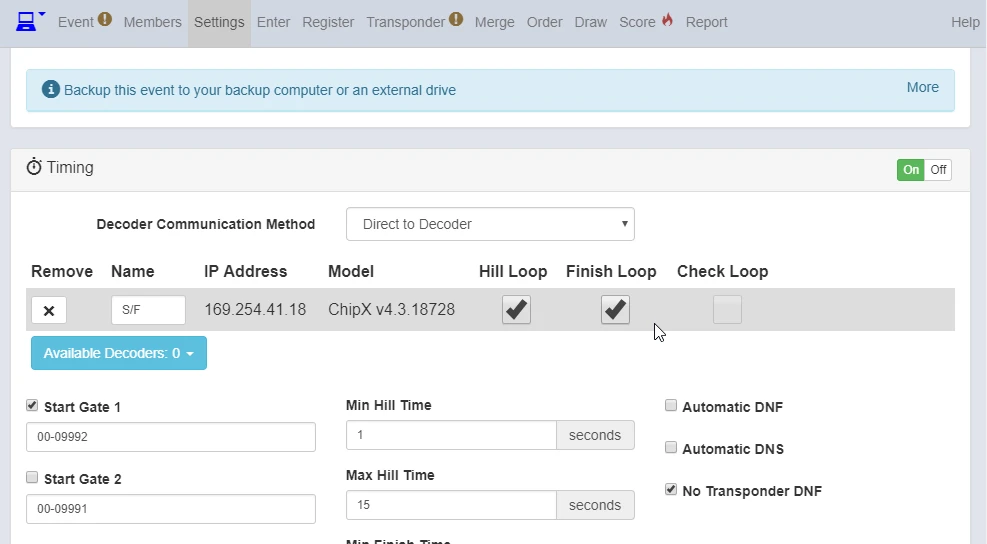 Event Members Settings Enter Register Transponder Merge Order Draw Score Report Help
Backup this event to your backup computer or an external drive More
Timing On Off
Decoder Communication Method Direct to Decoder
Remove Name IP Address Model Hill Loop Finish Loop Check Loop
S/F 169.254.41.18 ChipX v4.3.18728
Available Decoders: 0
Start Gate 1 Min Hill Time Automatic DNF
00-09992 1 seconds
Automatic DNS
Start Gate 2 Max Hill Time No Transponder DNF
00-09991 15 seconds
Min Finish Time